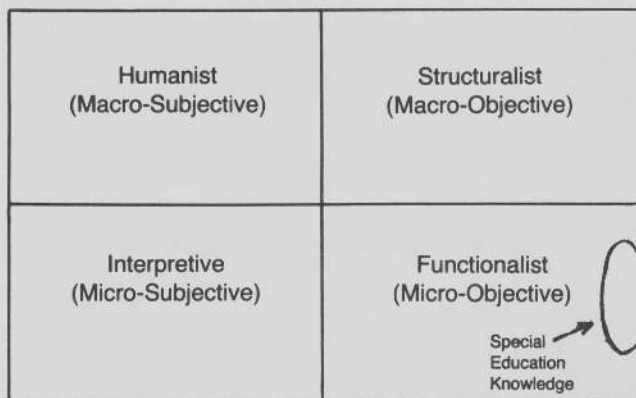 Humanist
(Macro-Subjective)
Structuralist
(Macro-Objective)
Interpretive
(Micro-Subjective)
Functionalist
(Micro-Objective)
Special
Education
Knowledge